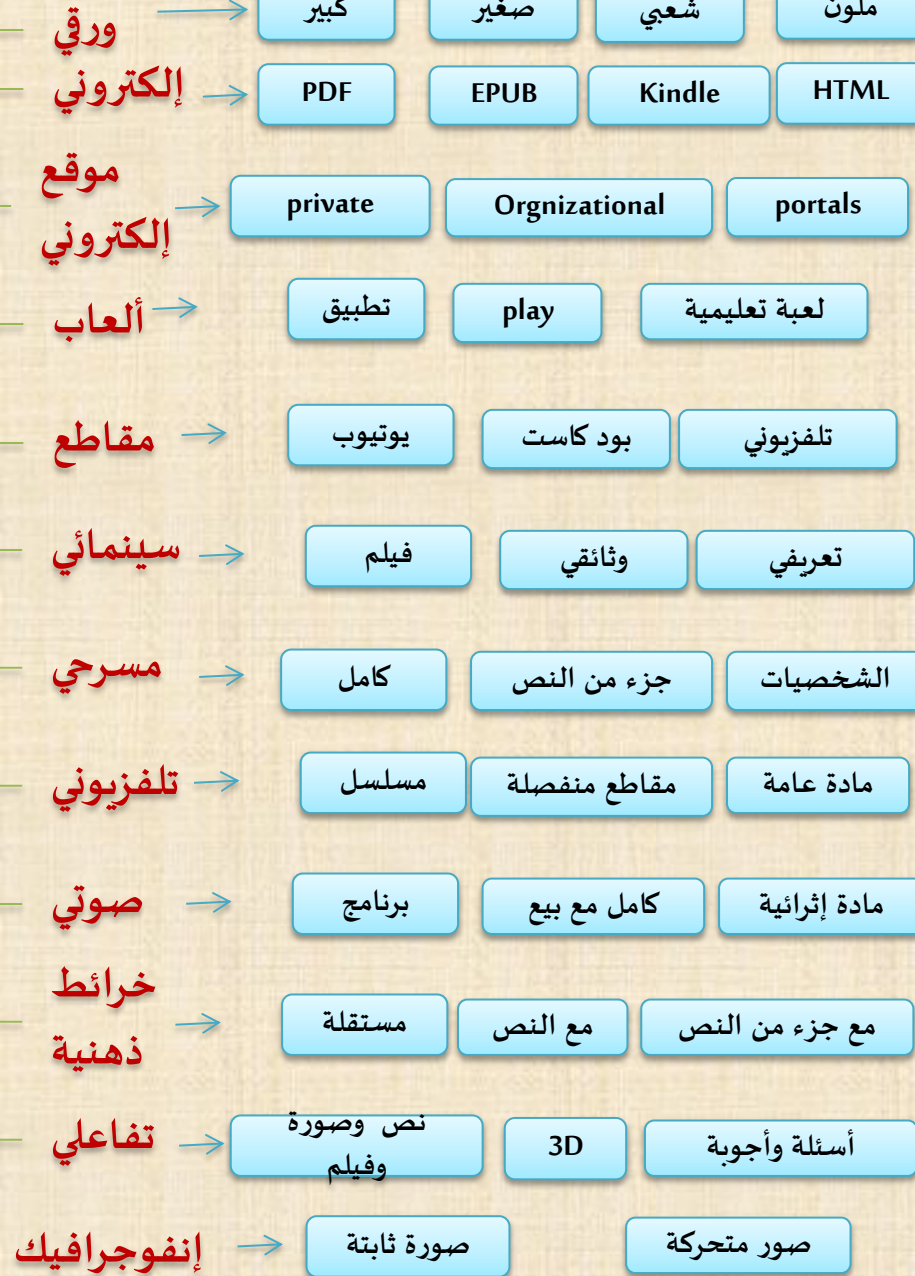 ورقي كبير صغير شعبي ملون
إلكتروني PDF EPUB Kindle HTML
موقع
إلكتروني private Orgnizational portals
ألعاب تطبيق play لعبة تعليمية
مقاطع يوتيوب بود كاست تلفزيوني
سينمائي فيلم وثائقي تعريفي
مسرحي كامل جزء من النص الشخصيات
تلفزيوني مسلسل مقاطع منفصلة مادة عامة
صوتي برنامج كامل مع بيع مادة إثرائية
خرائط
ذهنية مستقلة مع النص مع جزء من النص
تفاعلي نص وصورة
وفيلم 3D أسئلة وأجوبة
إنفوجرافيك صورة ثابتة صور متحركة